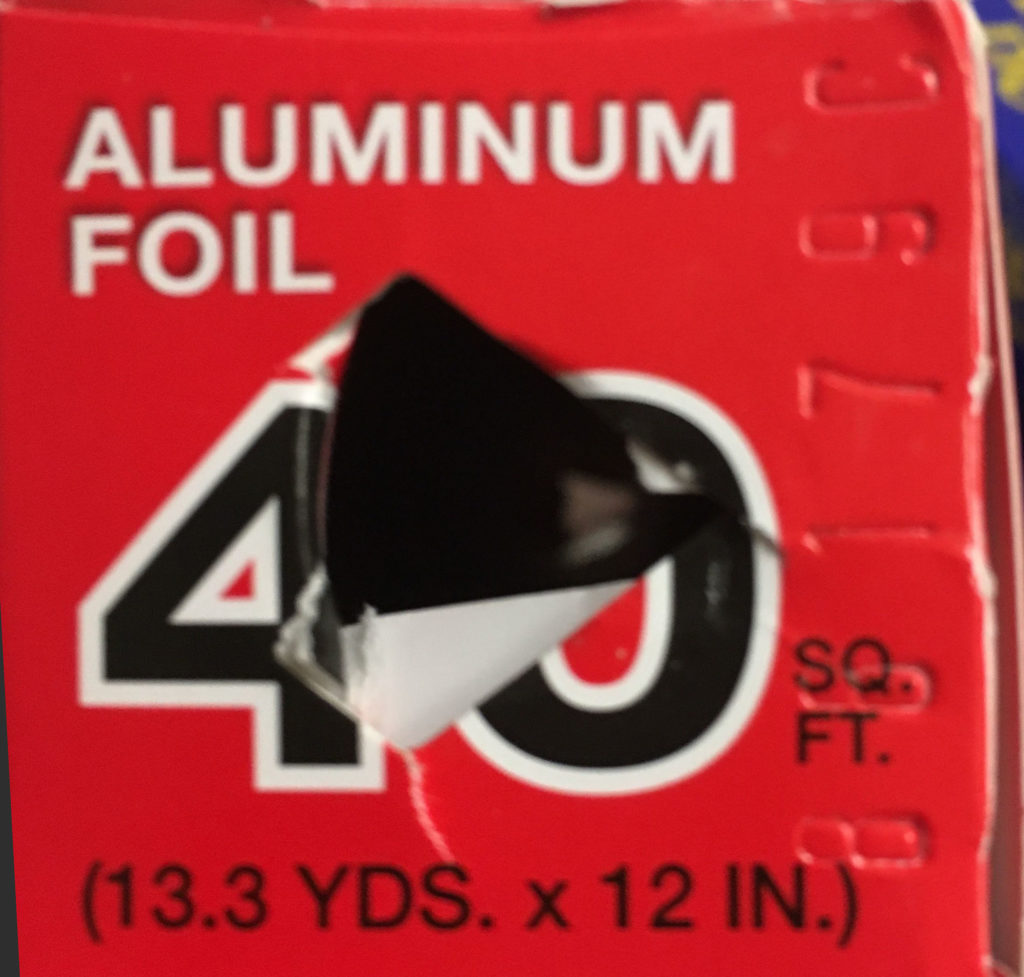 ALUMINUM
FOIL
40
SQ.
FT.
(13.3 YDS. x 12 IN.)